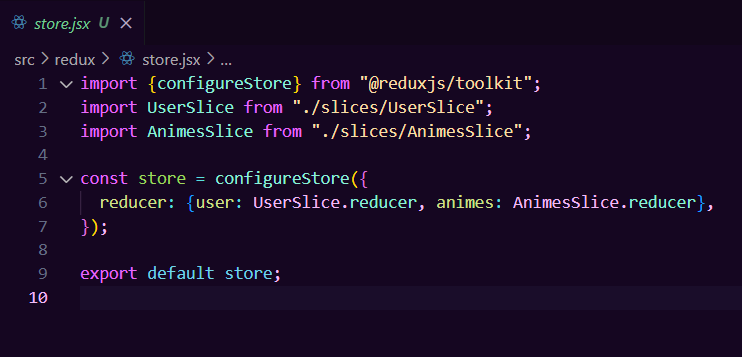 store.jsx U ×
src > redux > store.jsx > ...
1 import {configureStore} from "@reduxjs/toolkit";
2 import UserSlice from "./slices/UserSlice";
3 import AnimesSlice from "./slices/AnimesSlice";
4
5 const store = configureStore({
6 reducer: {user: UserSlice.reducer, animes: AnimesSlice.reducer},
7 });
8
9 export default store;
10